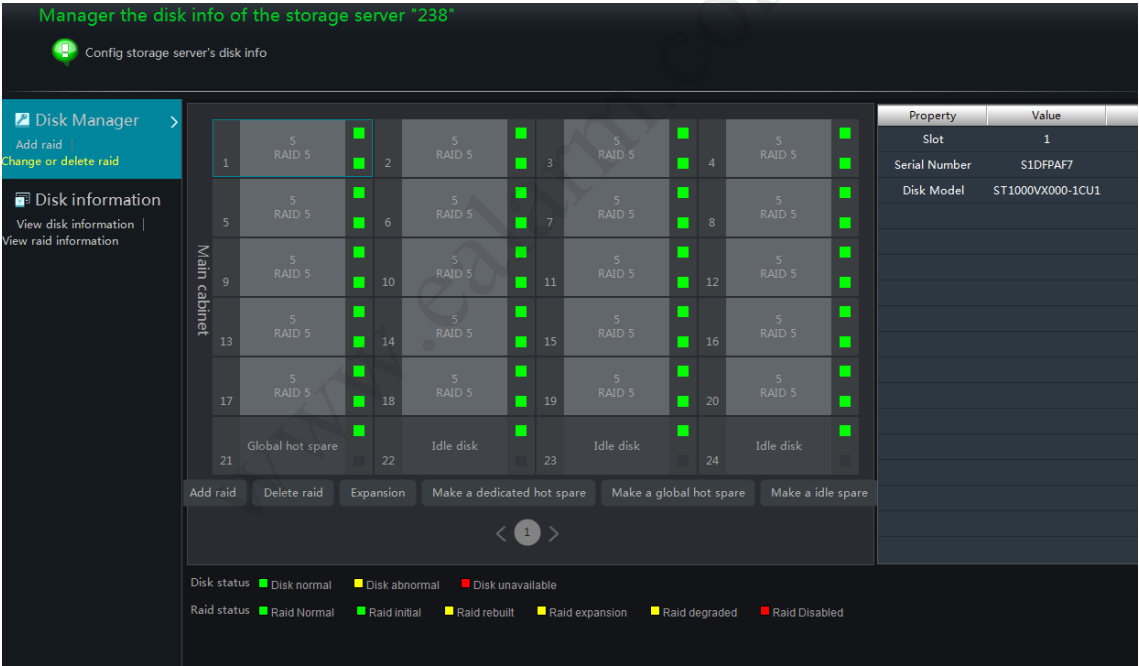 Manager the disk info of the storage server "238"
Config storage server's disk info
Disk Manager >
Add raid |
Change or delete raid
Disk information
View disk information |
View raid information
Main cabinet
1 5 RAID 5
2 5 RAID 5
3 5 RAID 5
4 5 RAID 5
5 5 RAID 5
6 5 RAID 5
7 5 RAID 5
8 5 RAID 5
9 5 RAID 5
10 5 RAID 5
11 5 RAID 5
12 5 RAID 5
13 5 RAID 5
14 5 RAID 5
15 5 RAID 5
16 5 RAID 5
17 5 RAID 5
18 5 RAID 5
19 5 RAID 5
20 5 RAID 5
21 Global hot spare
22 Idle disk
23 Idle disk
24 Idle disk
Add raid Delete raid Expansion Make a dedicated hot spare Make a global hot spare Make a idle spare
< 1 >
Disk status Disk normal Disk abnormal Disk unavailable
Raid status Raid Normal Raid initial Raid rebuilt Raid expansion Raid degraded Raid Disabled
Property Value
Slot 1
Serial Number S1DFPAF7
Disk Model ST1000VX000-1CU1